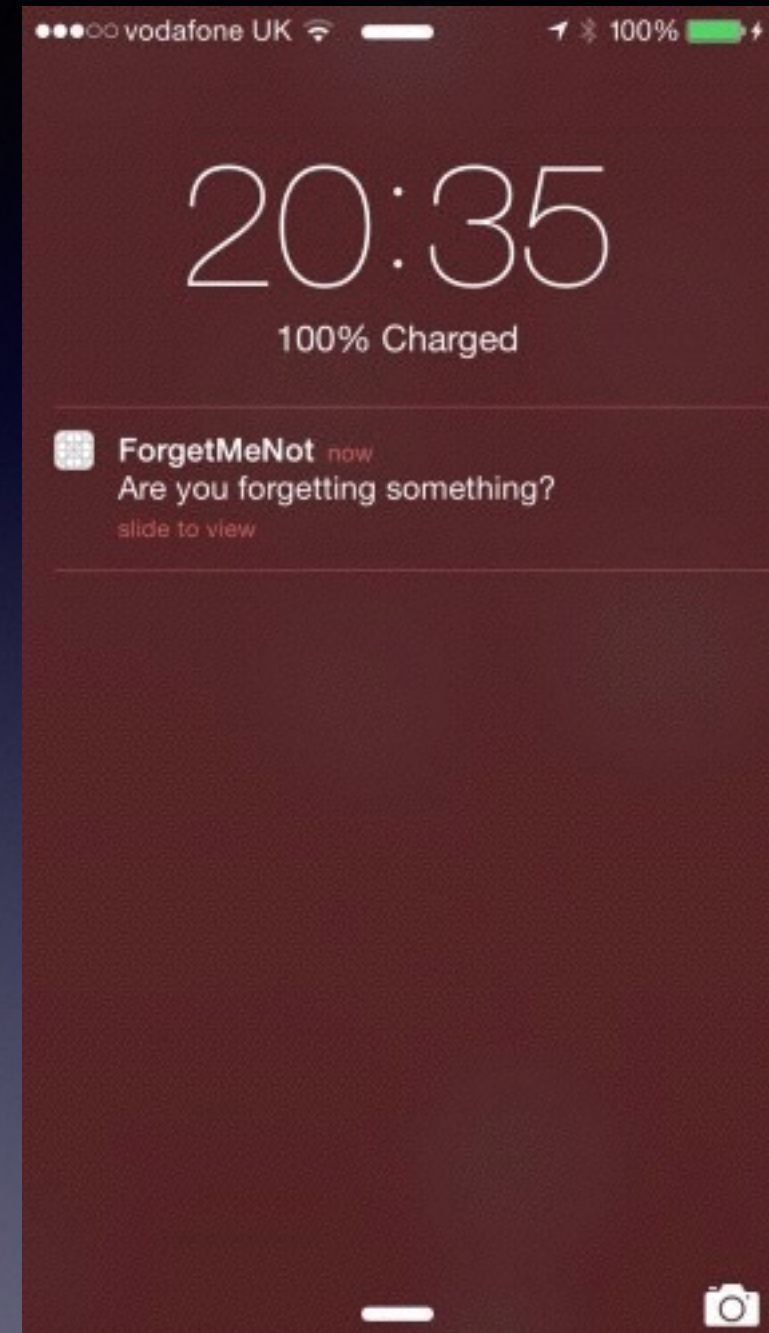 vodafone UK 100%
20:35
100% Charged
ForgetMeNot now
Are you forgetting something?
slide to view